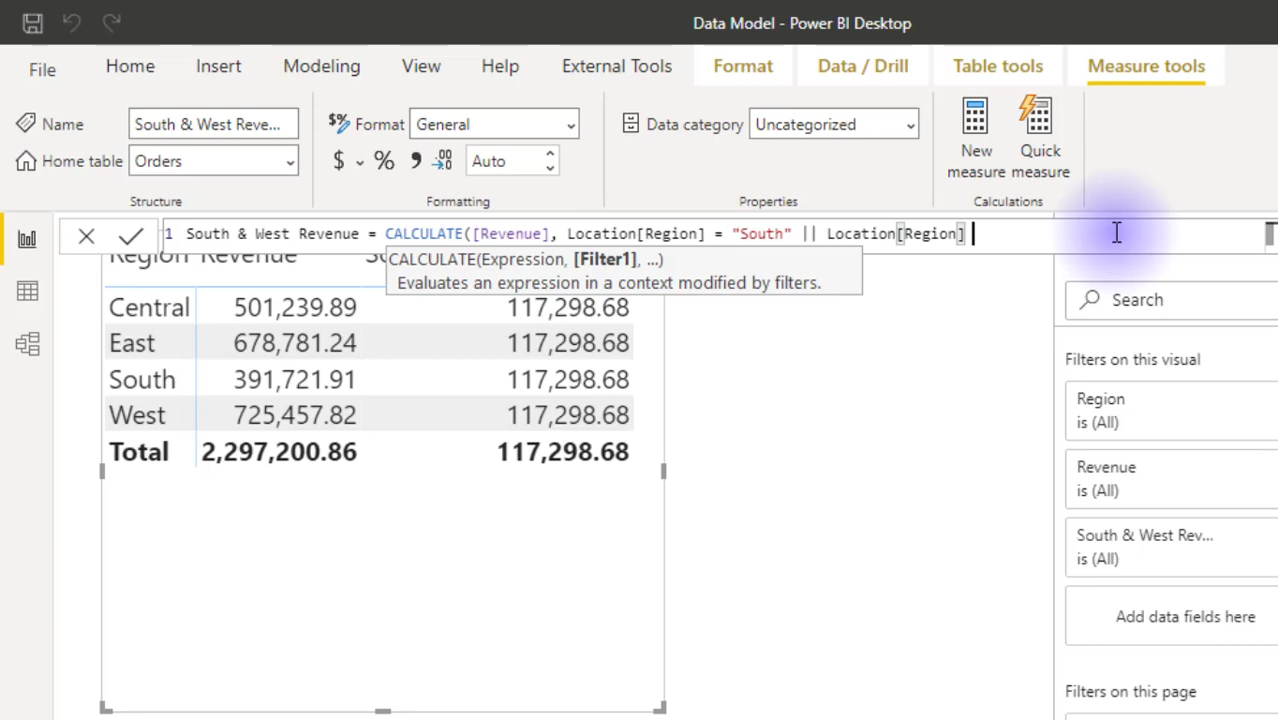 Data Model - Power BI Desktop
File Home Insert Modeling View Help External Tools Format Data / Drill Table tools Measure tools
Name South & West Reve... $% Format General Data category Uncategorized
Home table Orders $ % Auto New measure Quick measure
Structure Formatting Properties Calculations
1 South & West Revenue = CALCULATE([Revenue], Location[Region] = "South" || Location[Region]
CALCULATE(Expression, [Filter1], ...)
Evaluates an expression in a context modified by filters.
Region Revenue
Central 501,239.89 117,298.68
East 678,781.24 117,298.68
South 391,721.91 117,298.68
West 725,457.82 117,298.68
Total 2,297,200.86 117,298.68
Search
Filters on this visual
Region
is (All)
Revenue
is (All)
South & West Rev...
is (All)
Add data fields here
Filters on this page